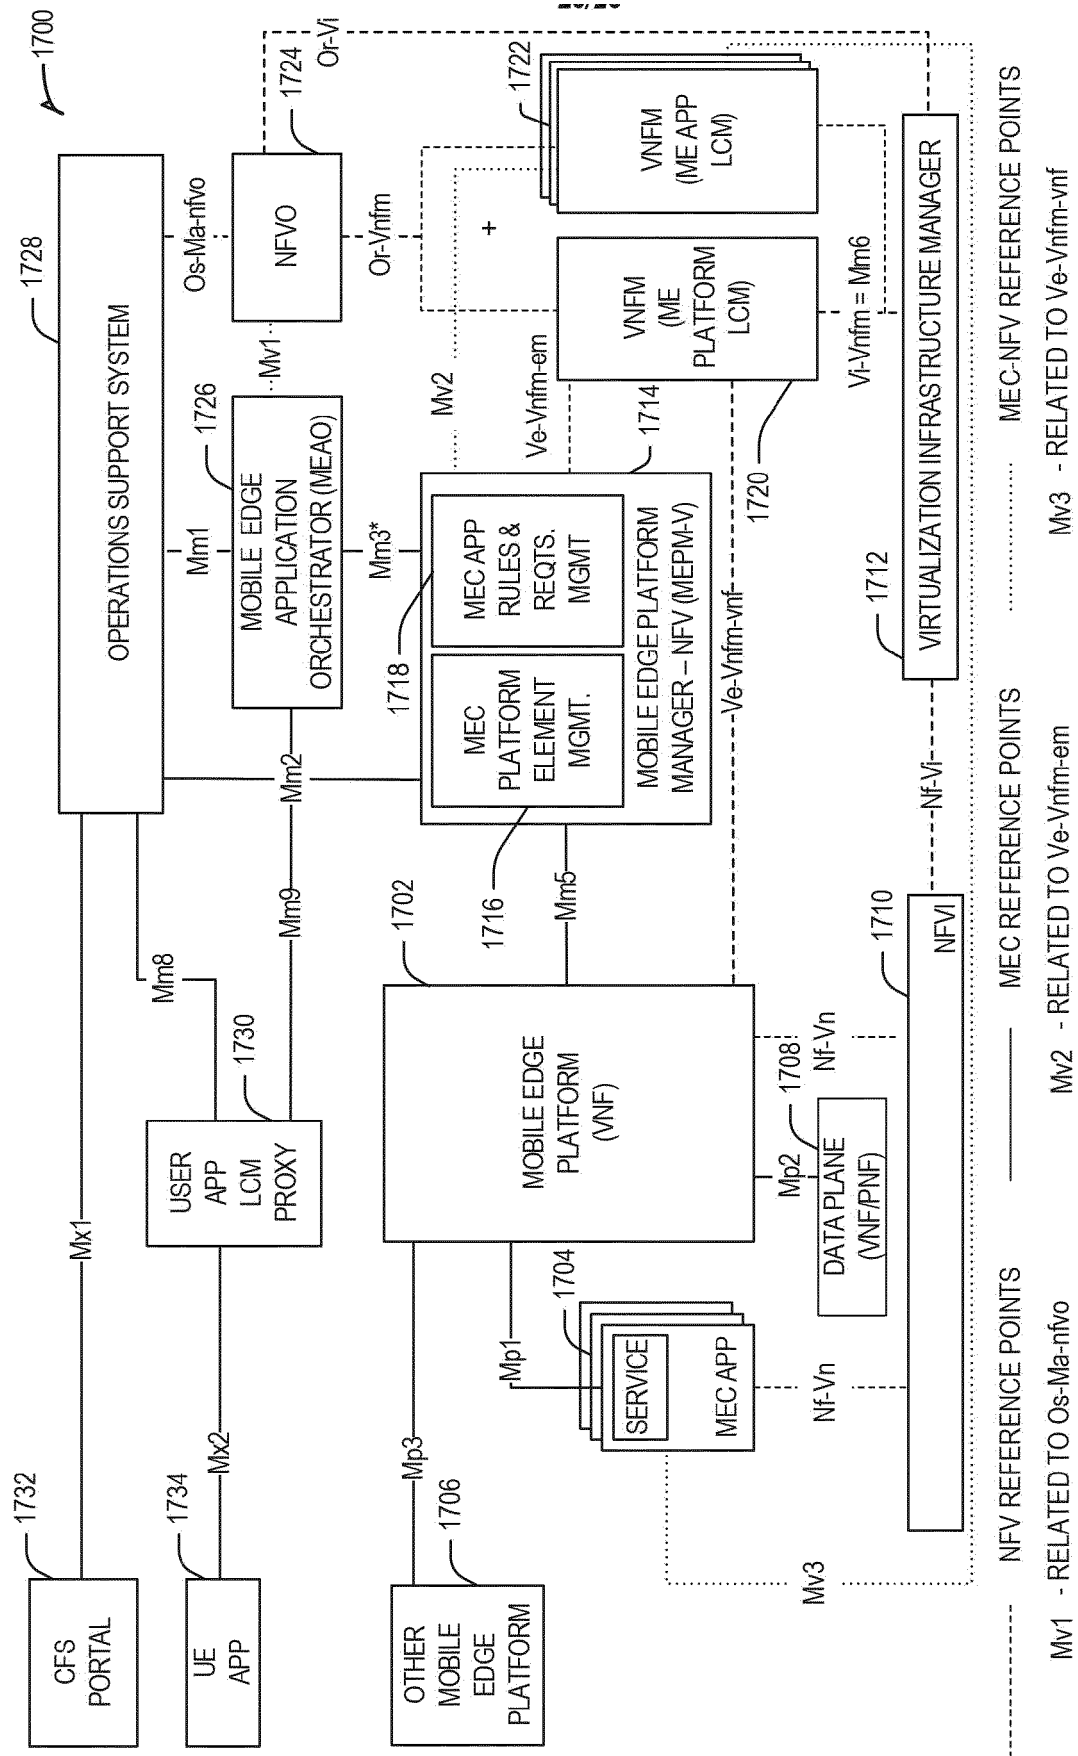 1700
CFS
PORTAL
1732
Mx1
OPERATIONS SUPPORT SYSTEM
1728
UE
APP
1734
Mx2
USER
APP
LCM
PROXY
1730
Mm8
Mm9
Mm2
Mm1
MOBILE EDGE
APPLICATION
ORCHESTRATOR (MEAO)
1726
Mv1
Os-Ma-nfvo
NFVO
1724
Or-Vi
Mm3*
Or-Vnfm
OTHER
MOBILE
EDGE
PLATFORM
1706
Mp3
Mp1
MOBILE EDGE
PLATFORM
(VNF)
1702
Mm5
MEC
PLATFORM
ELEMENT
MGMT.
1716
MEC APP
RULES &
REQTS.
MGMT
1718
MOBILE EDGE PLATFORM
MANAGER – NFV (MEPM-V)
1714
Mv2
+
Ve-Vnfm-em
VNFM
(ME
PLATFORM
LCM)
1720
VNFM
(ME APP
LCM)
1722
SERVICE
MEC APP
1704
Mp2
DATA PLANE
(VNF/PNF)
1708
Nf-Vn
Nf-Vn
Ve-Vnfm-vnf
Vi-Vnfm = Mm6
Mv3
NFVI
1710
Nf-Vi
VIRTUALIZATION INFRASTRUCTURE MANAGER
1712
NFV REFERENCE POINTS
MEC REFERENCE POINTS
MEC-NFV REFERENCE POINTS
Mv1 - RELATED TO Os-Ma-nfvo
Mv2 - RELATED TO Ve-Vnfm-em
Mv3 - RELATED TO Ve-Vnfm-vnf